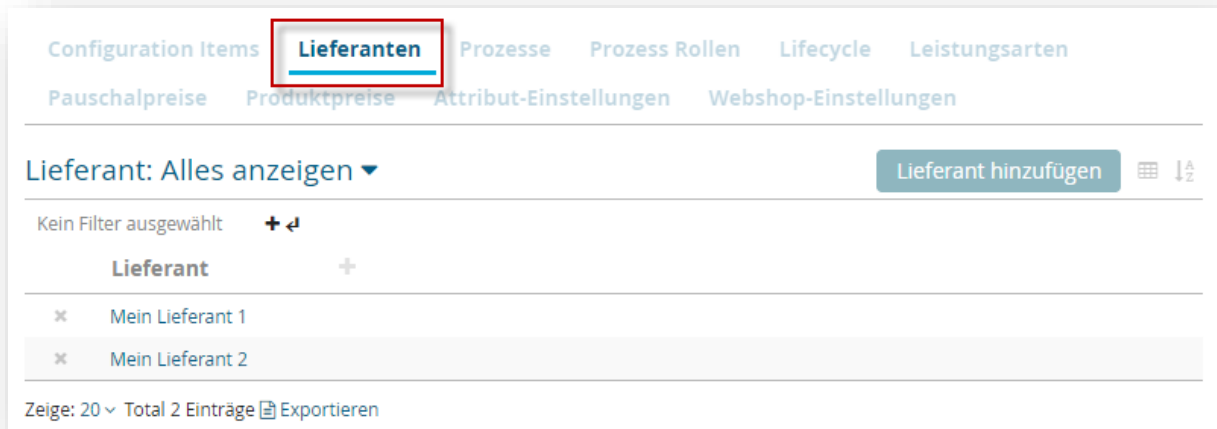 Configuration Items Lieferanten Prozesse Prozess Rollen Lifecycle Leistungsarten
Pauschalpreise Produktpreise Attribut-Einstellungen Webshop-Einstellungen
Lieferant: Alles anzeigen Lieferant hinzufügen
Kein Filter ausgewählt
Lieferant
Mein Lieferant 1
Mein Lieferant 2
Zeige: 20 Total 2 Einträge Exportieren